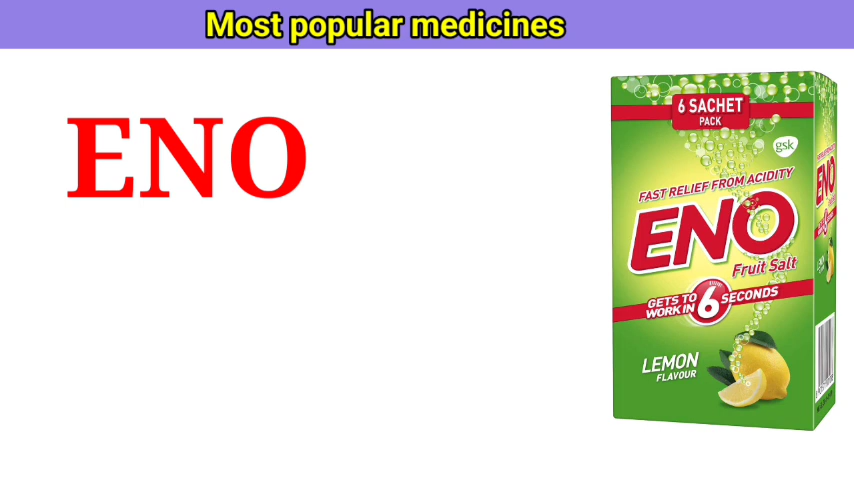 Most popular medicines
ENO
6 SACHET
PACK
gsk
FAST RELIEF FROM ACIDITY
ENO
Fruit Salt
GETS TO
WORK IN
6
SECONDS
LEMON
FLAVOUR
ENO